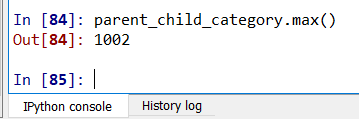 In [84]: parent_child_category.max()
Out[84]: 1002
In [85]:
IPython console
History log